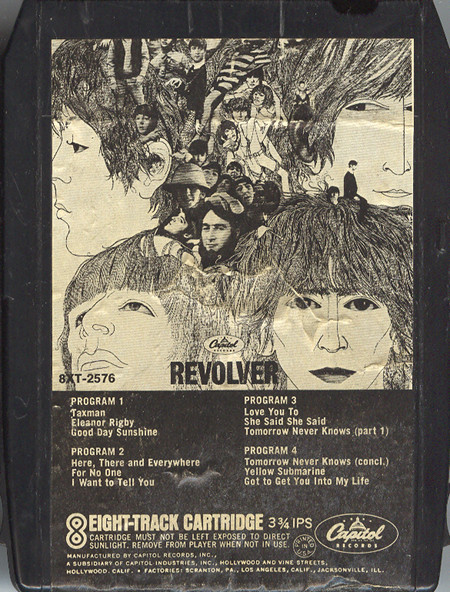 Capitol
RECORDS
8XT-2576
REVOLVER
PROGRAM 1
Taxman
Eleanor Rigby
Good Day Sunshine
PROGRAM 2
Here, There and Everywhere
For No One
I Want to Tell You
PROGRAM 3
Love You To
She Said She Said
Tomorrow Never Knows (part 1)
PROGRAM 4
Tomorrow Never Knows (concl.)
Yellow Submarine
Got to Get You Into My Life
8 EIGHT-TRACK CARTRIDGE 3¾ IPS
CARTRIDGE MUST NOT BE LEFT EXPOSED TO DIRECT
SUNLIGHT. REMOVE FROM PLAYER WHEN NOT IN USE.
PRINTED
IN
U.S.A.
Capitol
RECORDS
MANUFACTURED BY CAPITOL RECORDS, INC.,
A SUBSIDIARY OF CAPITOL INDUSTRIES, INC., HOLLYWOOD AND VINE STREETS,
HOLLYWOOD, CALIF. • FACTORIES: SCRANTON, PA., LOS ANGELES, CALIF., JACKSONVILLE, ILL.